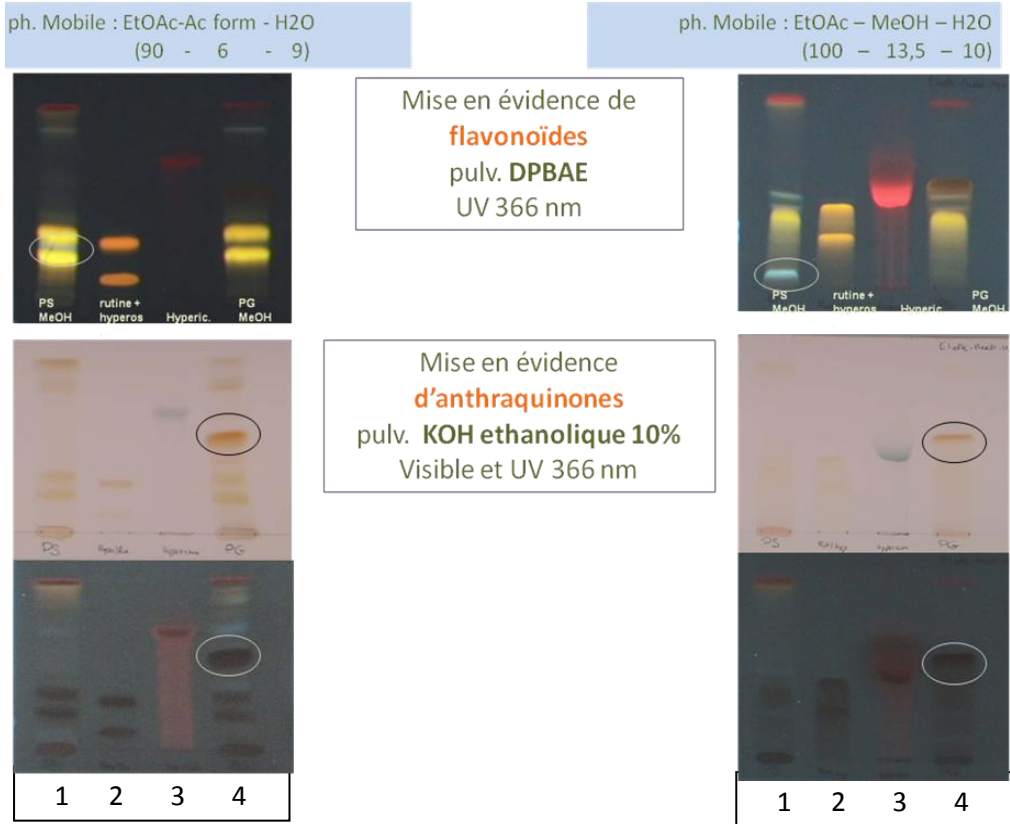 ph. Mobile : EtOAc-Ac form - H2O
(90 - 6 - 9)
ph. Mobile : EtOAc – MeOH – H2O
(100 – 13,5 – 10)
Mise en évidence de
flavonoïdes
pulv. DPBAE
UV 366 nm
PS
MeOH
rutine +
hyperos
Hyperic.
PG
MeOH
PS
MeOH
rutine +
hyperos
Hyperic
PG
MeOH
Mise en évidence
d'anthraquinones
pulv. KOH ethanolique 10%
Visible et UV 366 nm
PS
PG
PS
PG
1 2 3 4
1 2 3 4